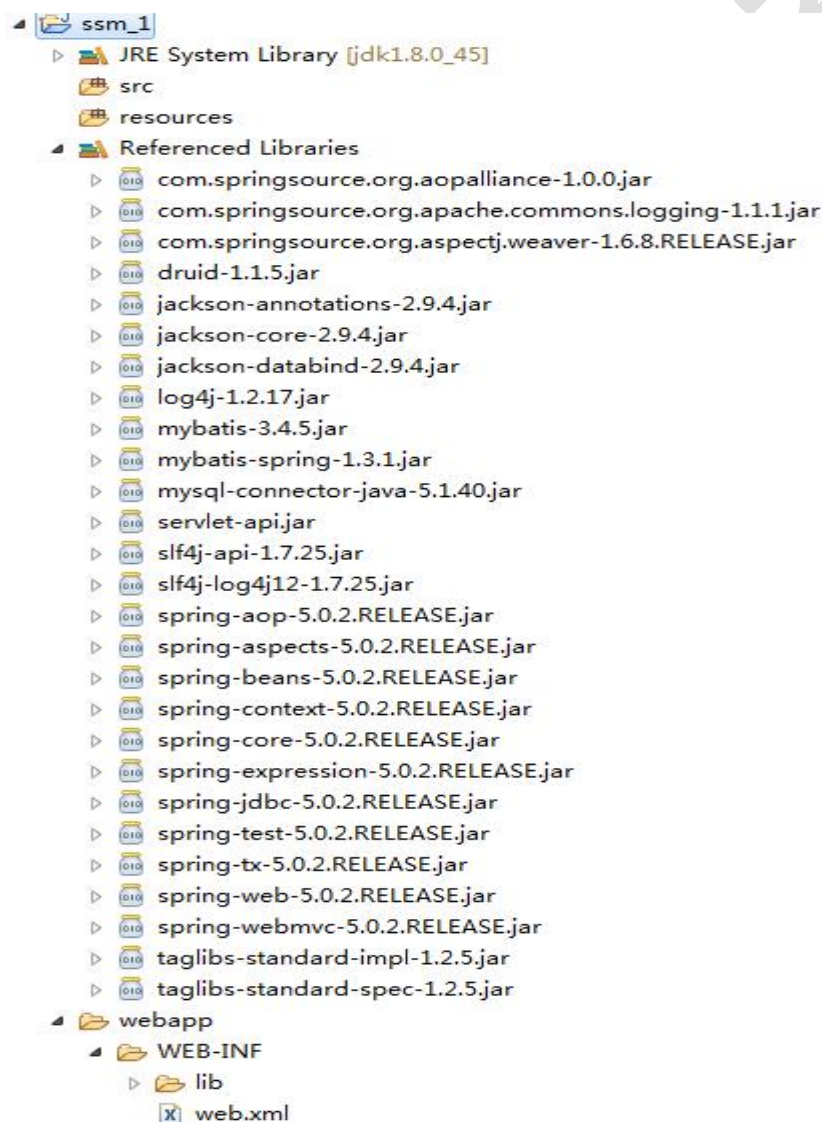 ssm_1
JRE System Library [jdk1.8.0_45]
src
resources
Referenced Libraries
com.springsource.org.aopalliance-1.0.0.jar
com.springsource.org.apache.commons.logging-1.1.1.jar
com.springsource.org.aspectj.weaver-1.6.8.RELEASE.jar
druid-1.1.5.jar
jackson-annotations-2.9.4.jar
jackson-core-2.9.4.jar
jackson-databind-2.9.4.jar
log4j-1.2.17.jar
mybatis-3.4.5.jar
mybatis-spring-1.3.1.jar
mysql-connector-java-5.1.40.jar
servlet-api.jar
slf4j-api-1.7.25.jar
slf4j-log4j12-1.7.25.jar
spring-aop-5.0.2.RELEASE.jar
spring-aspects-5.0.2.RELEASE.jar
spring-beans-5.0.2.RELEASE.jar
spring-context-5.0.2.RELEASE.jar
spring-core-5.0.2.RELEASE.jar
spring-expression-5.0.2.RELEASE.jar
spring-jdbc-5.0.2.RELEASE.jar
spring-test-5.0.2.RELEASE.jar
spring-tx-5.0.2.RELEASE.jar
spring-web-5.0.2.RELEASE.jar
spring-webmvc-5.0.2.RELEASE.jar
taglibs-standard-impl-1.2.5.jar
taglibs-standard-spec-1.2.5.jar
webapp
WEB-INF
lib
web.xml